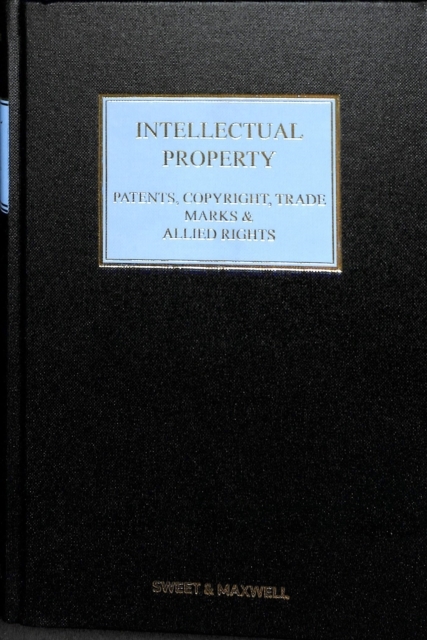 INTELLECTUAL
PROPERTY
PATENTS, COPYRIGHT, TRADE
MARKS &
ALLIED RIGHTS
SWEET & MAXWELL